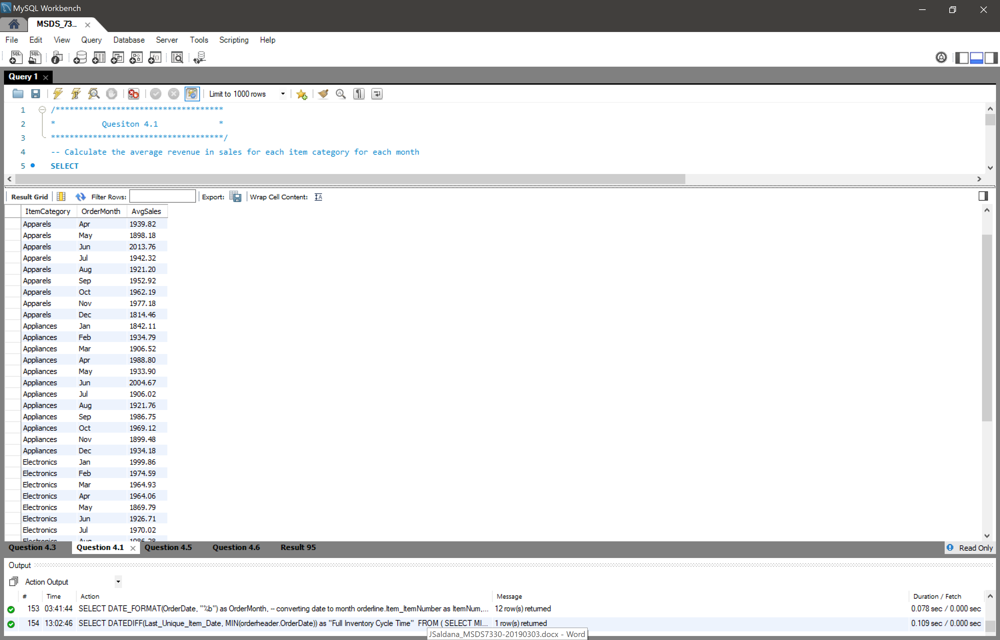 MySQL Workbench
MSDS_73...
File Edit View Query Database Server Tools Scripting Help
Query 1
Limit to 1000 rows
1 /************************************
2 * Quesiton 4.1 *
3 *************************************/
4 -- Calculate the average revenue in sales for each item category for each month
5 SELECT
Result Grid Filter Rows: Export: Wrap Cell Content:
ItemCategory OrderMonth AvgSales
Apparels Apr 1939.82
Apparels May 1898.18
Apparels Jun 2013.76
Apparels Jul 1942.32
Apparels Aug 1921.20
Apparels Sep 1952.92
Apparels Oct 1962.19
Apparels Nov 1977.18
Apparels Dec 1814.46
Appliances Jan 1842.11
Appliances Feb 1934.79
Appliances Mar 1906.52
Appliances Apr 1988.80
Appliances May 1933.90
Appliances Jun 2004.67
Appliances Jul 1906.02
Appliances Aug 1921.76
Appliances Sep 1986.75
Appliances Oct 1969.12
Appliances Nov 1899.48
Appliances Dec 1934.18
Electronics Jan 1999.86
Electronics Feb 1974.59
Electronics Mar 1964.93
Electronics Apr 1964.06
Electronics May 1869.79
Electronics Jun 1926.71
Electronics Jul 1970.02
Electronics Aug
Question 4.3 Question 4.1 Question 4.5 Question 4.6 Result 95 Read Only
Output
Action Output
# Time Action Message Duration / Fetch
153 03:41:44 SELECT DATE_FORMAT(OrderDate, "%b") as OrderMonth, -- converting date to month orderline.Item_ItemNumber as ItemNum,... 12 row(s) returned 0.078 sec / 0.000 sec
154 13:02:46 SELECT DATEDIFF(Last_Unique_Item_Date, MIN(orderheader.OrderDate)) as "Full Inventory Cycle Time" FROM ( SELECT MI... 1 row(s) returned 0.109 sec / 0.000 sec
JSaldana_MSDS7330-20190303.docx - Word